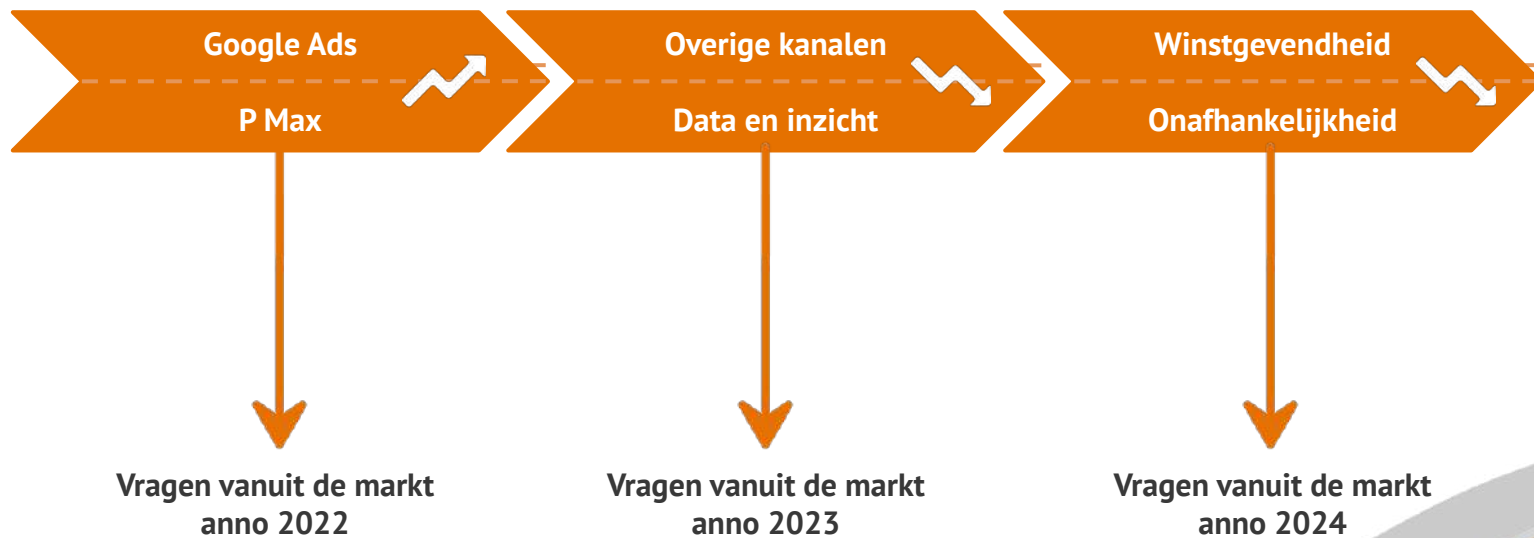 Google Ads
P Max
Overige kanalen
Data en inzicht
Winstgevendheid
Onafhankelijkheid
Vragen vanuit de markt
anno 2022
Vragen vanuit de markt
anno 2023
Vragen vanuit de markt
anno 2024